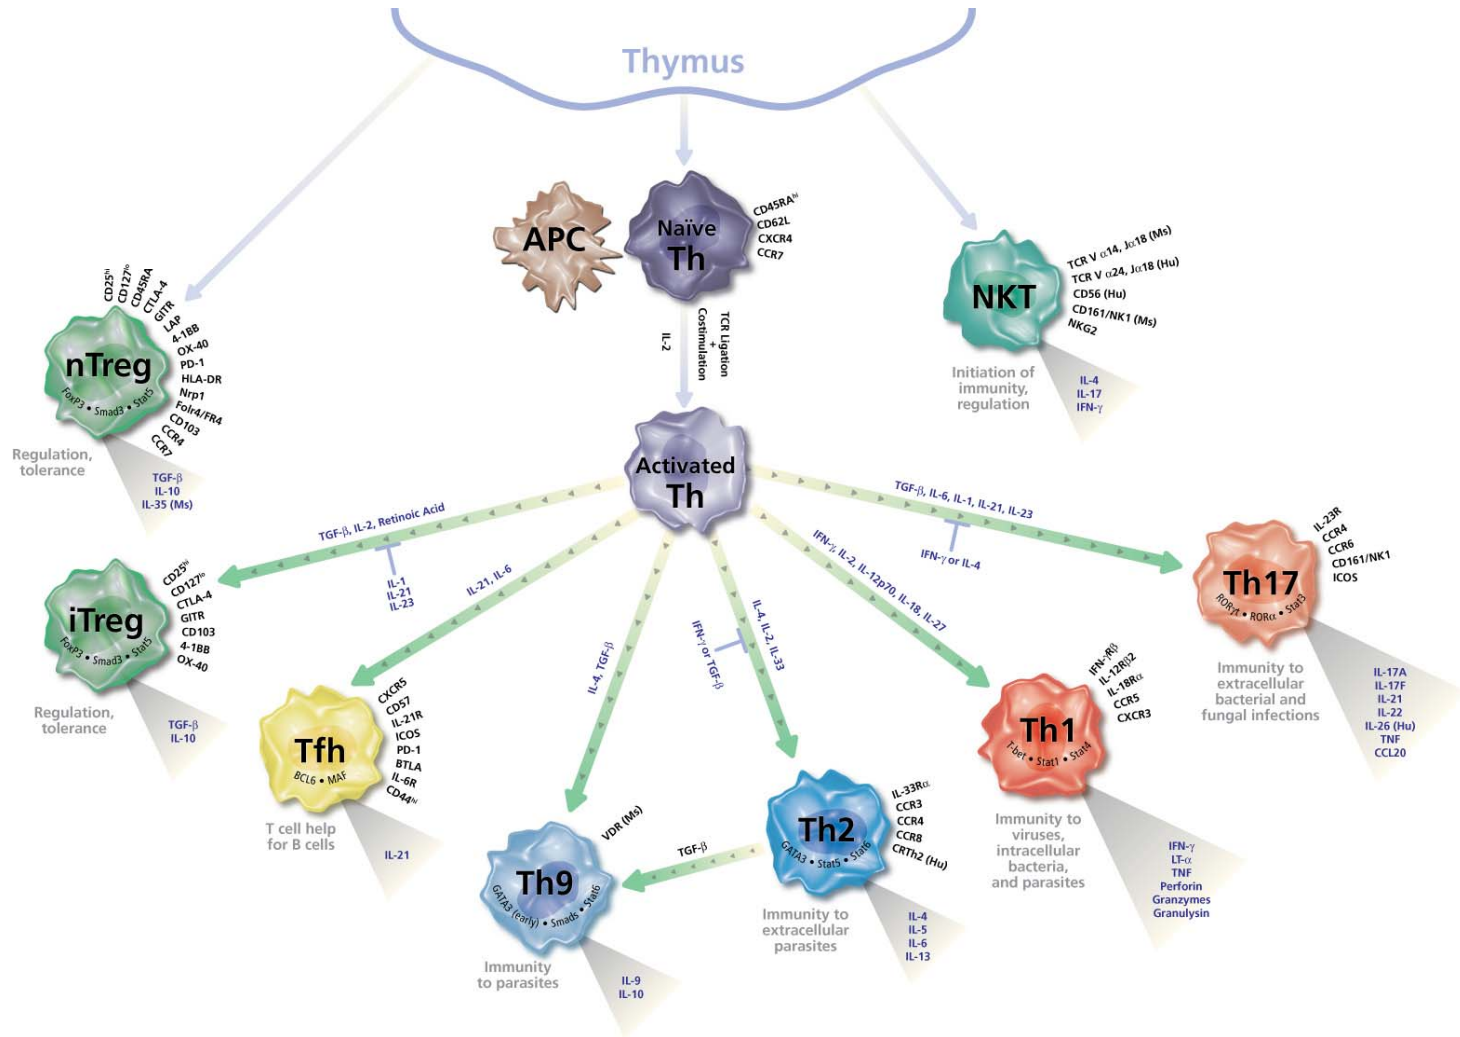 Thymus
APC
Naïve
Th
CD45RAhi
CD62L
CXCR4
CCR7
TCR Ligation
+
Costimulation
IL-2
NKT
TCR V α14, Jα18 (Ms)
TCR V α24, Jα18 (Hu)
CD56 (Hu)
CD161/NK1 (Ms)
NKG2
Initiation of
immunity,
regulation
IL-4
IL-17
IFN-γ
nTreg
FoxP3 • Smad3 • Stat5
CD25hi
CD127lo
CD45RA
CTLA-4
GITR
LAP
4-1BB
OX-40
PD-1
HLA-DR
Nrp1
Folr4/FR4
CD103
CCR4
CCR7
Regulation,
tolerance
TGF-β
IL-10
IL-35 (Ms)
Activated
Th
TGF-β, IL-2, Retinoic Acid
IL-1
IL-21
IL-23
IL-21, IL-6
IL-4, TGF-β
IL-4, IL-2, IL-33
IFN-γ or TGF-β
IFN-γ, IL-2, IL-12p70, IL-18, IL-27
TGF-β, IL-6, IL-1, IL-21, IL-23
IFN-γ or IL-4
iTreg
FoxP3 • Smad3 • Stat5
CD25hi
CD127lo
CTLA-4
GITR
CD103
4-1BB
OX-40
Regulation,
tolerance
TGF-β
IL-10
Tfh
BCL6 • MAF
CXCR5
CD57
IL-21R
ICOS
PD-1
BTLA
IL-6R
CD44hi
T cell help
for B cells
IL-21
Th9
GATA3 (early) • Smads • Stat6
VDR (Ms)
Immunity
to parasites
IL-9
IL-10
TGF-β
Th2
GATA3 • Stat5 • Stat6
IL-33Rα
CCR3
CCR4
CCR8
CRTh2 (Hu)
Immunity to
extracellular
parasites
IL-4
IL-5
IL-6
IL-13
Th1
T-bet • Stat1 • Stat4
IFN-γRβ
IL-12Rβ2
IL-18Rα
CCR5
CXCR3
Immunity to
viruses,
intracellular
bacteria,
and parasites
IFN-γ
LT-α
TNF
Perforin
Granzymes
Granulysin
Th17
RORγt • RORα • Stat3
IL-23R
CCR4
CCR6
CD161/NK1
ICOS
Immunity to
extracellular
bacterial and
fungal infections
IL-17A
IL-17F
IL-21
IL-22
IL-26 (Hu)
TNF
CCL20